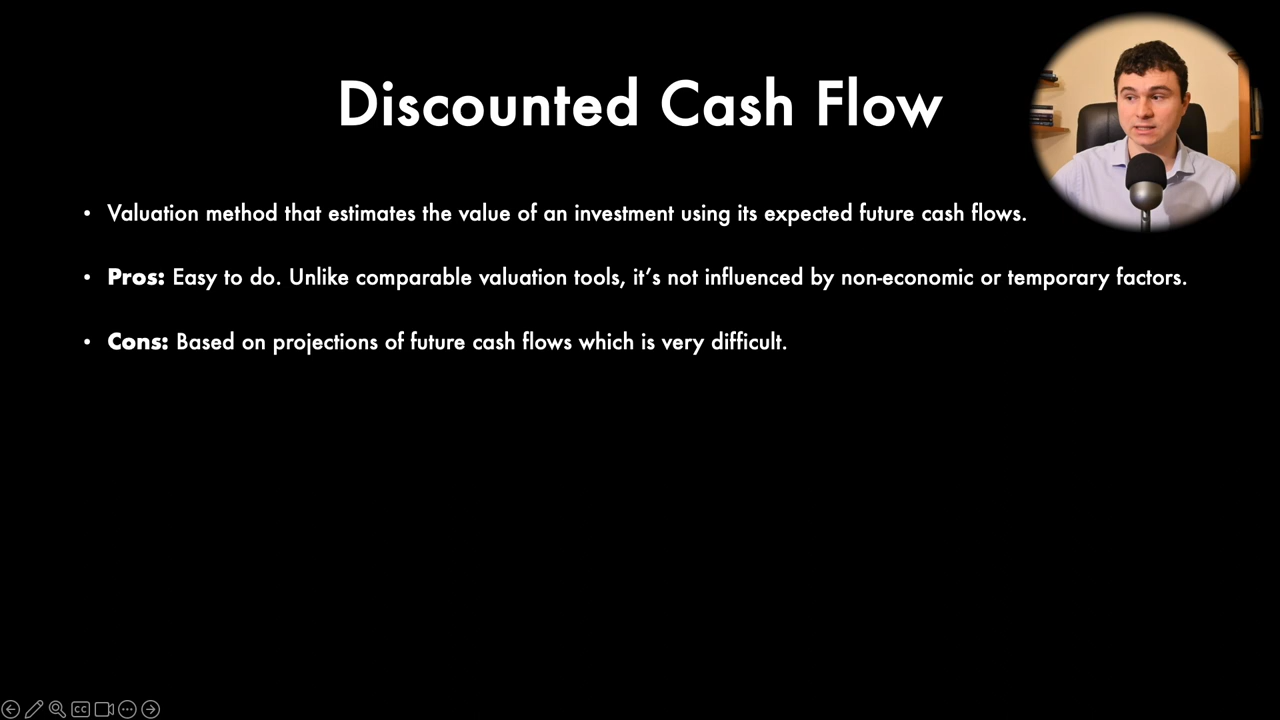 Discounted Cash Flow
• Valuation method that estimates the value of an investment using its expected future cash flows.
• Pros: Easy to do. Unlike comparable valuation tools, it’s not influenced by non-economic or temporary factors.
• Cons: Based on projections of future cash flows which is very difficult.
CC